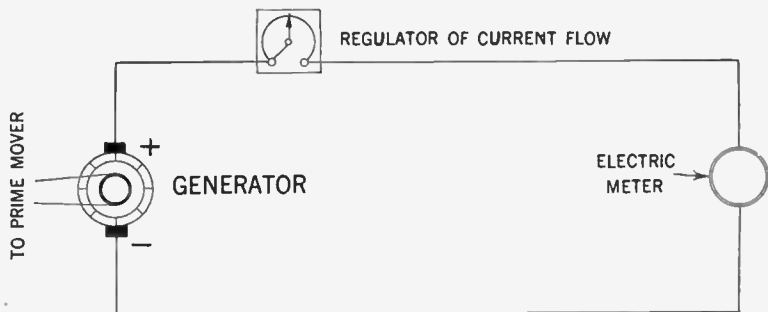 REGULATOR OF CURRENT FLOW
TO PRIME MOVER
+
GENERATOR
−
ELECTRIC
METER